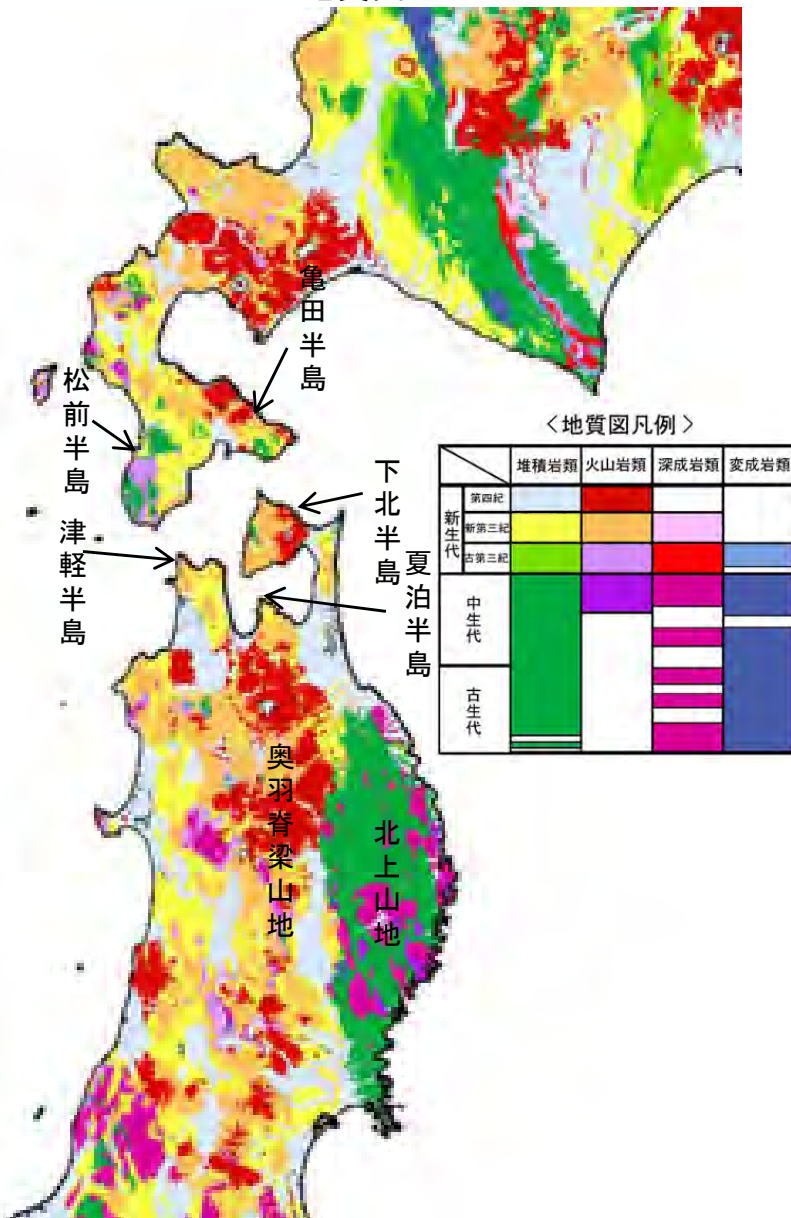 亀田半島
松前半島
下北半島
津軽半島
夏泊半島
奥羽脊梁山地
北上山地
<地質図凡例>
堆積岩類 火山岩類 深成岩類 変成岩類
新生代
第四紀
新第三紀
古第三紀
中生代
古生代